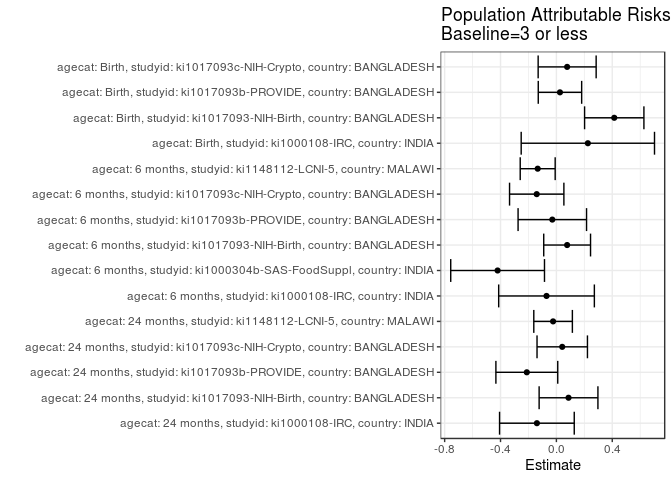 Population Attributable Risks
Baseline=3 or less
agecat: Birth, studyid: ki1017093c-NIH-Crypto, country: BANGLADESH
agecat: Birth, studyid: ki1017093b-PROVIDE, country: BANGLADESH
agecat: Birth, studyid: ki1017093-NIH-Birth, country: BANGLADESH
agecat: Birth, studyid: ki1000108-IRC, country: INDIA
agecat: 6 months, studyid: ki1148112-LCNI-5, country: MALAWI
agecat: 6 months, studyid: ki1017093c-NIH-Crypto, country: BANGLADESH
agecat: 6 months, studyid: ki1017093b-PROVIDE, country: BANGLADESH
agecat: 6 months, studyid: ki1017093-NIH-Birth, country: BANGLADESH
agecat: 6 months, studyid: ki1000304b-SAS-FoodSuppl, country: INDIA
agecat: 6 months, studyid: ki1000108-IRC, country: INDIA
agecat: 24 months, studyid: ki1148112-LCNI-5, country: MALAWI
agecat: 24 months, studyid: ki1017093c-NIH-Crypto, country: BANGLADESH
agecat: 24 months, studyid: ki1017093b-PROVIDE, country: BANGLADESH
agecat: 24 months, studyid: ki1017093-NIH-Birth, country: BANGLADESH
agecat: 24 months, studyid: ki1000108-IRC, country: INDIA
-0.8 -0.4 0.0 0.4
Estimate